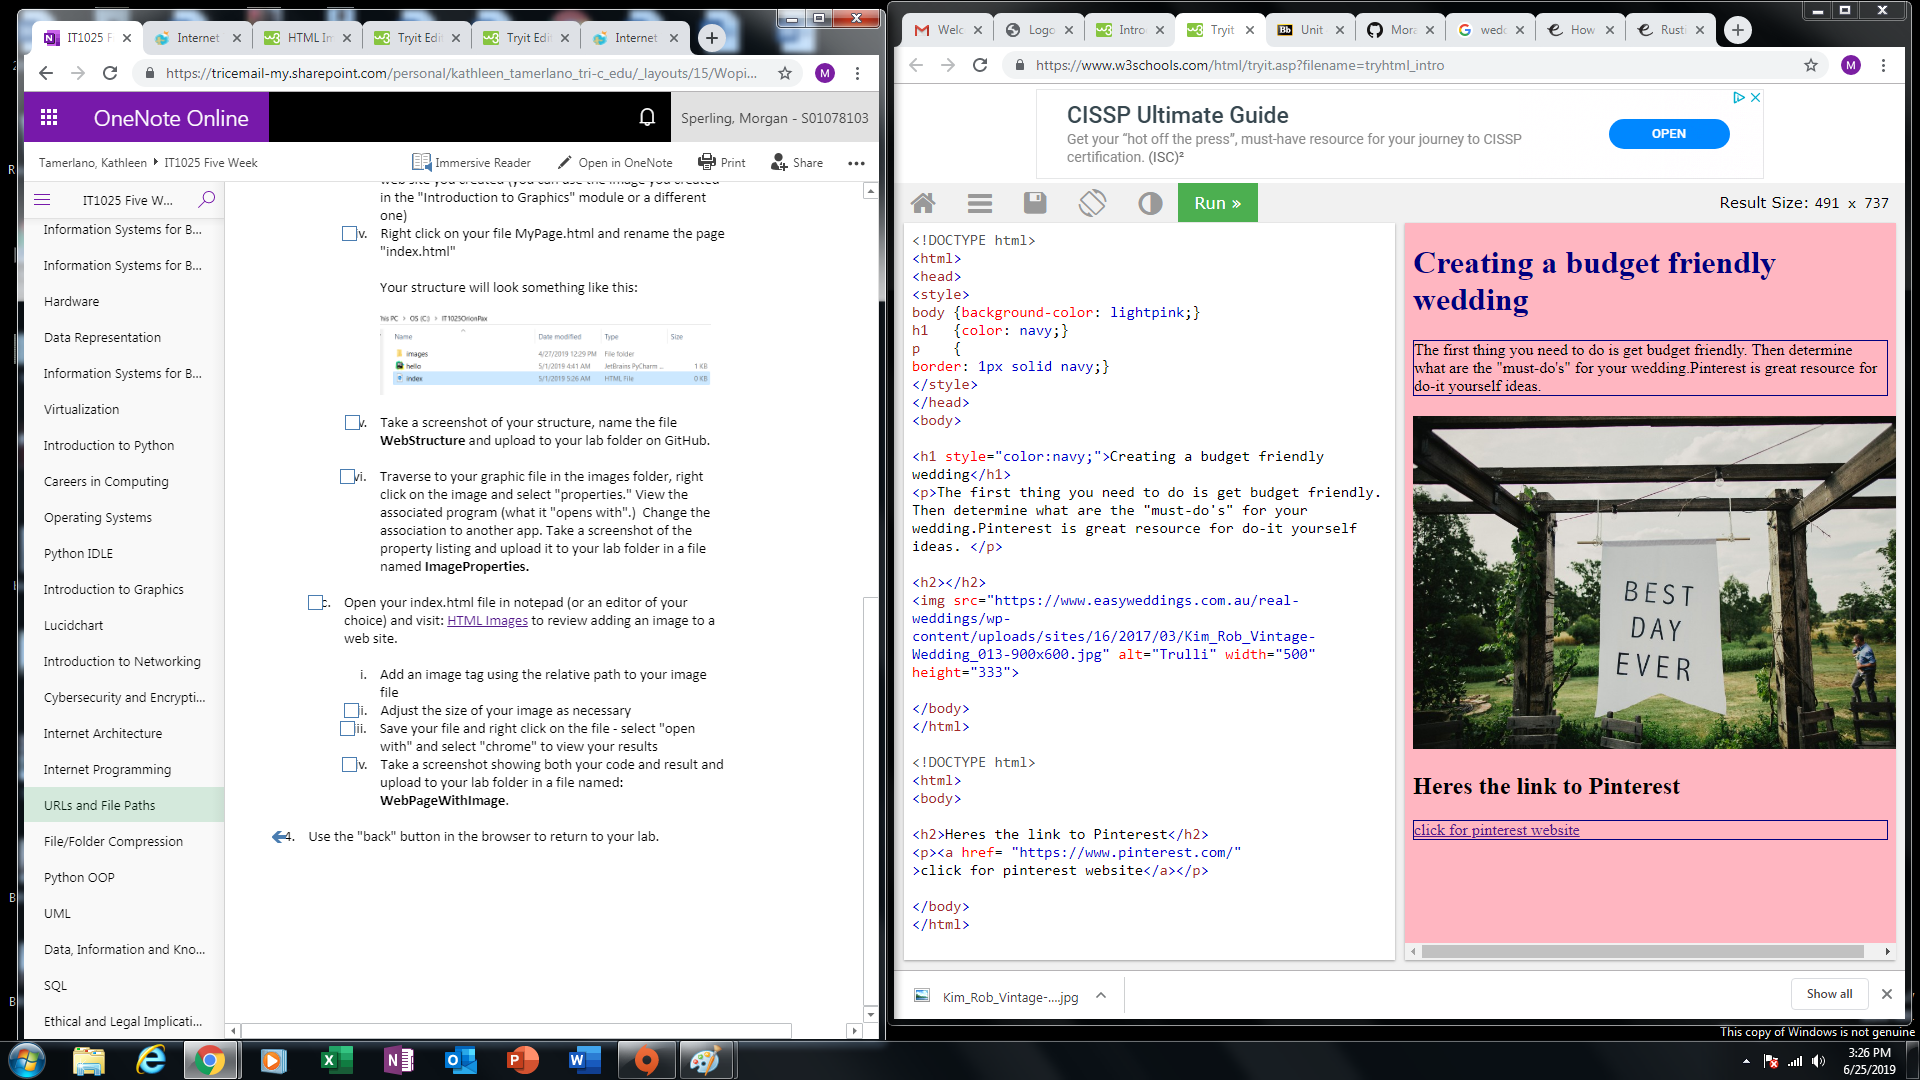 IT1025 F
Internet
HTML Im
Tryit Edi
Tryit Edi
Internet
https://tricemail-my.sharepoint.com/personal/kathleen_tamerlano_tri-c_edu/_layouts/15/Wopi...
M
OneNote Online
Sperling, Morgan - S01078103
Tamerlano, Kathleen
IT1025 Five Week
Immersive Reader
Open in OneNote
Print
Share
IT1025 Five W...
Information Systems for B...
Information Systems for B...
Hardware
Data Representation
Information Systems for B...
Virtualization
Introduction to Python
Careers in Computing
Operating Systems
Python IDLE
Introduction to Graphics
Lucidchart
Introduction to Networking
Cybersecurity and Encrypti...
Internet Architecture
Internet Programming
URLs and File Paths
File/Folder Compression
Python OOP
UML
Data, Information and Kno...
SQL
Ethical and Legal Implicati...
web site you created (you can use the image you created
in the "Introduction to Graphics" module or a different
one)
v. Right click on your file MyPage.html and rename the page
"index.html"
Your structure will look something like this:
his PC > OS (C:) > IT1025OrionPax
Name Date modified Type Size
images 4/27/2019 12:29 PM File folder
hello 5/1/2019 4:41 AM JetBrains PyCharm ... 1 KB
index 5/1/2019 5:26 AM HTML File 0 KB
v. Take a screenshot of your structure, name the file
WebStructure and upload to your lab folder on GitHub.
vi. Traverse to your graphic file in the images folder, right
click on the image and select "properties." View the
associated program (what it "opens with".) Change the
association to another app. Take a screenshot of the
property listing and upload it to your lab folder in a file
named ImageProperties.
c. Open your index.html file in notepad (or an editor of your
choice) and visit: HTML Images to review adding an image to a
web site.
i. Add an image tag using the relative path to your image
file
i. Adjust the size of your image as necessary
ii. Save your file and right click on the file - select "open
with" and select "chrome" to view your results
v. Take a screenshot showing both your code and result and
upload to your lab folder in a file named:
WebPageWithImage.
4. Use the "back" button in the browser to return to your lab.
Welc
Logo
Intro
Tryit
Bb Unit
Mora
wedc
How
Rusti
https://www.w3schools.com/html/tryit.asp?filename=tryhtml_intro
M
CISSP Ultimate Guide
Get your "hot off the press", must-have resource for your journey to CISSP
certification. (ISC)²
OPEN
Run »
Result Size: 491 x 737
<!DOCTYPE html>
<html>
<head>
<style>
body {background-color: lightpink;}
h1 {color: navy;}
p {
border: 1px solid navy;}
</style>
</head>
<body>
<h1 style="color:navy;">Creating a budget friendly
wedding</h1>
<p>The first thing you need to do is get budget friendly.
Then determine what are the "must-do's" for your
wedding.Pinterest is great resource for do-it yourself
ideas. </p>
<h2></h2>
<img src="https://www.easyweddings.com.au/real-
weddings/wp-
content/uploads/sites/16/2017/03/Kim_Rob_Vintage-
Wedding_013-900x600.jpg" alt="Trulli" width="500"
height="333">
</body>
</html>
<!DOCTYPE html>
<html>
<body>
<h2>Heres the link to Pinterest</h2>
<p><a href= "https://www.pinterest.com/"
>click for pinterest website</a></p>
</body>
</html>
Creating a budget friendly
wedding
The first thing you need to do is get budget friendly. Then determine
what are the "must-do's" for your wedding.Pinterest is great resource for
do-it yourself ideas.
BEST
DAY
EVER
Heres the link to Pinterest
click for pinterest website
Kim_Rob_Vintage-....jpg
Show all
This copy of Windows is not genuine
3:26 PM
6/25/2019